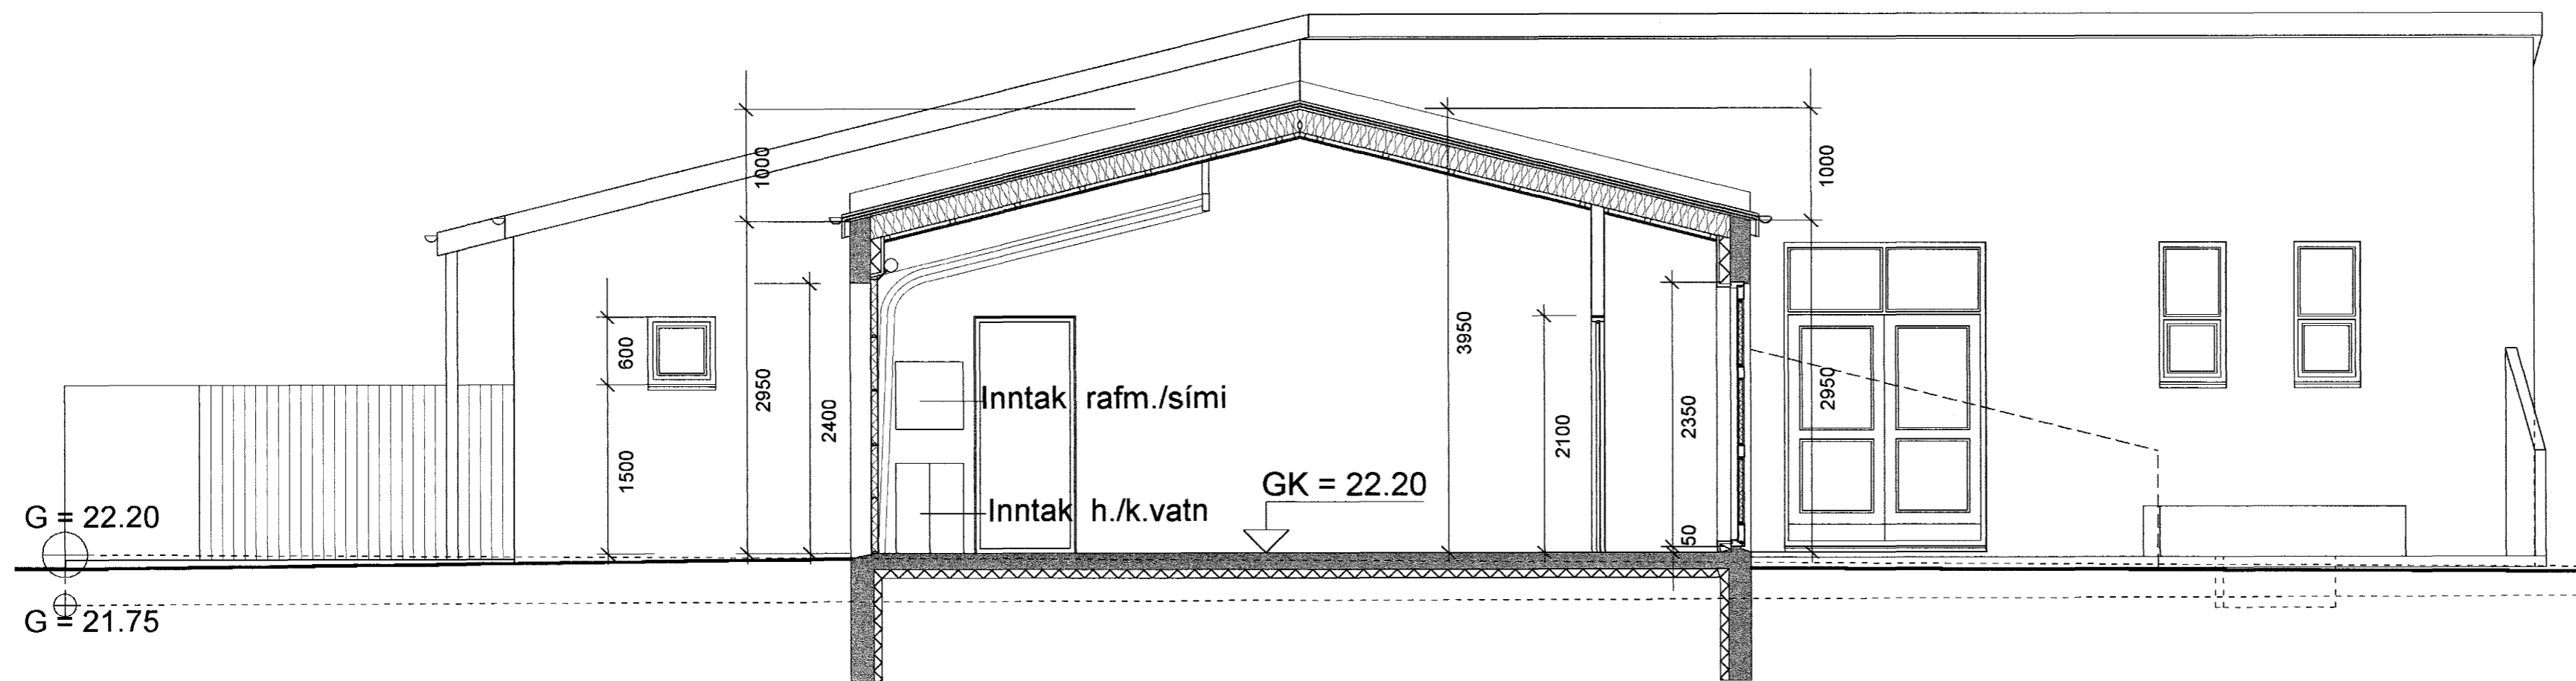 1000
1000
3950
600
2950
2400
Inntak rafm./sími
2100
2350
2950
1500
GK = 22.20
Inntak h./k.vatn
50
G = 22.20
G = 21.75